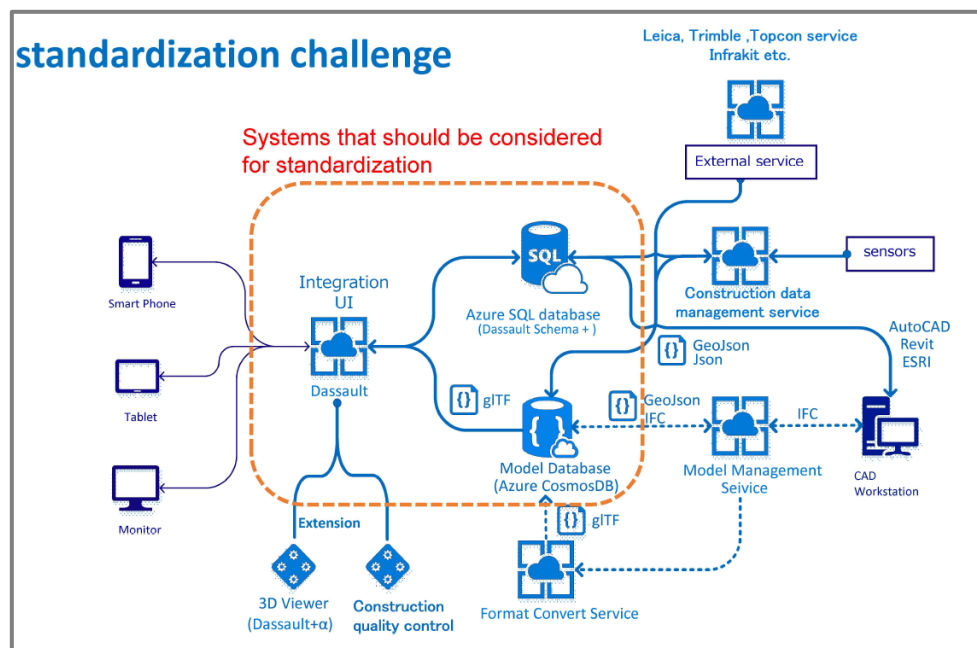 standardization challenge
Leica, Trimble ,Topcon service
Infrakit etc.
External service
Systems that should be considered
for standardization
SQL
Azure SQL database
(Dassault Schema + )
Construction data
management service
sensors
Smart Phone
Tablet
Monitor
Integration
UI
Dassault
{} glTF
{} GeoJson
Json
AutoCAD
Revit
ESRI
{ }
Model Database
(Azure CosmosDB)
{} GeoJson
IFC
Model Management
Seivice
IFC
CAD
Workstation
Extension
3D Viewer
(Dassault+α)
Construction
quality control
{} glTF
Format Convert Service